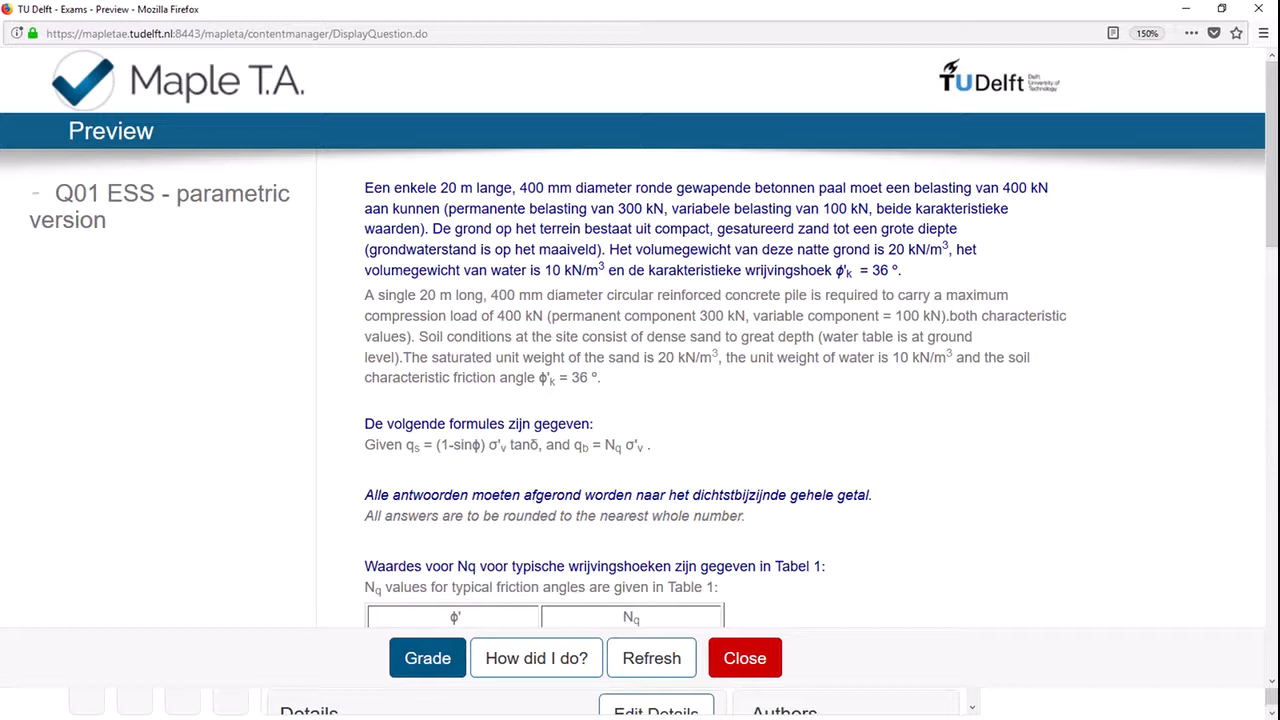 TU Delft - Exams - Preview - Mozilla Firefox
https://mapletae.tudelft.nl:8443/mapleta/contentmanager/DisplayQuestion.do
150%
Maple T.A.
TUDelft Delft University of Technology
Preview
- Q01 ESS - parametric
version
Een enkele 20 m lange, 400 mm diameter ronde gewapende betonnen paal moet een belasting van 400 kN
aan kunnen (permanente belasting van 300 kN, variabele belasting van 100 kN, beide karakteristieke
waarden). De grond op het terrein bestaat uit compact, gesatureerd zand tot een grote diepte
(grondwaterstand is op het maaiveld). Het volumegewicht van deze natte grond is 20 kN/m³, het
volumegewicht van water is 10 kN/m³ en de karakteristieke wrijvingshoek ϕ'k = 36 º.
A single 20 m long, 400 mm diameter circular reinforced concrete pile is required to carry a maximum
compression load of 400 kN (permanent component 300 kN, variable component = 100 kN).both characteristic
values). Soil conditions at the site consist of dense sand to great depth (water table is at ground
level).The saturated unit weight of the sand is 20 kN/m³, the unit weight of water is 10 kN/m³ and the soil
characteristic friction angle ϕ'k = 36 º.
De volgende formules zijn gegeven:
Given qs = (1-sinϕ) σ'v tanδ, and qb = Nq σ'v .
Alle antwoorden moeten afgerond worden naar het dichtstbijzijnde gehele getal.
All answers are to be rounded to the nearest whole number.
Waardes voor Nq voor typische wrijvingshoeken zijn gegeven in Tabel 1:
Nq values for typical friction angles are given in Table 1:
ϕ' Nq
Grade How did I do? Refresh Close
Details Edit Details Authors